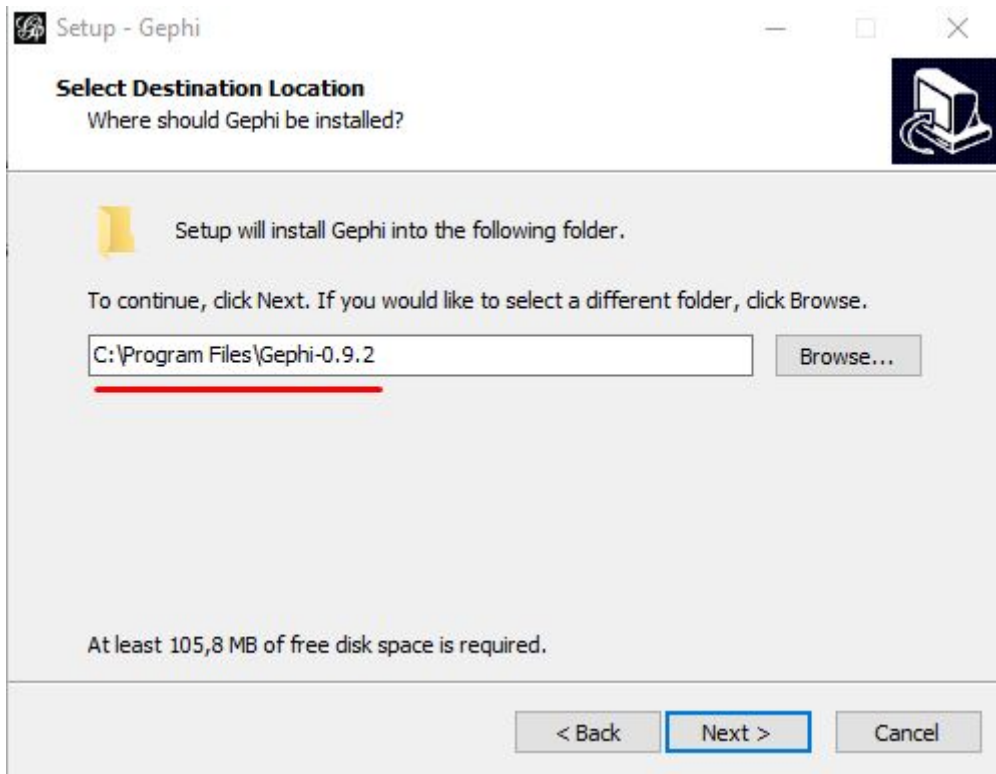 Setup - Gephi
Select Destination Location
Where should Gephi be installed?
Setup will install Gephi into the following folder.
To continue, click Next. If you would like to select a different folder, click Browse.
C:\Program Files\Gephi-0.9.2
Browse...
At least 105,8 MB of free disk space is required.
< Back
Next >
Cancel